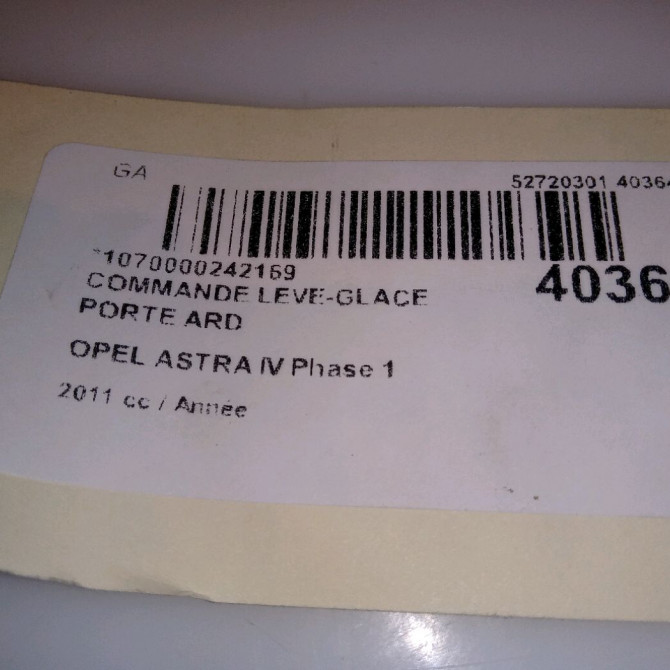 GA
52720301 40364
*1070000242169
4036
COMMANDE LEVE-GLACE
PORTE ARD
OPEL ASTRA IV Phase 1
2011 cc / Année